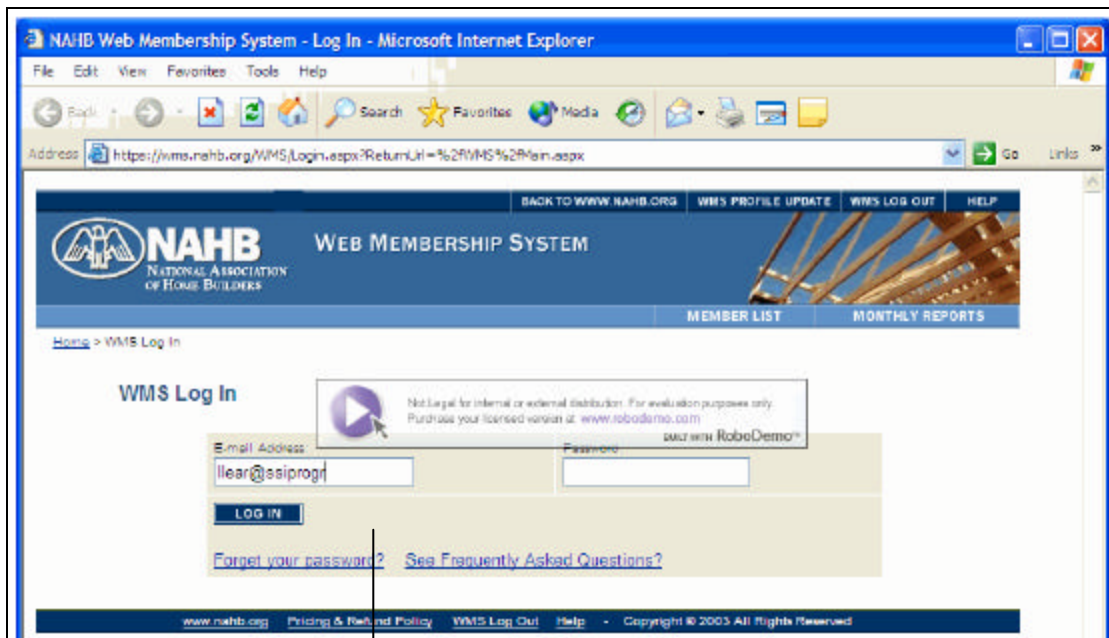 NAHB Web Membership System - Log In - Microsoft Internet Explorer
File Edit View Favorites Tools Help
Back Search Favorites Media
Address https://wms.nahb.org/WMS/Login.aspx?ReturnUrl=%2fWMS%2fMain.aspx Go Links »
BACK TO WWW.NAHB.ORG WMS PROFILE UPDATE WMS LOG OUT HELP
NAHB WEB MEMBERSHIP SYSTEM
NATIONAL ASSOCIATION
OF HOME BUILDERS
MEMBER LIST MONTHLY REPORTS
Home > WMS Log In
WMS Log In
Not Legal for internal or external distribution. For evaluation purposes only.
Purchase your licensed version at www.robodemo.com
BUILT WITH RoboDemo™
E-mail Address Password
llear@ssiprogr
LOG IN
Forget your password? See Frequently Asked Questions?
www.nahb.org Pricing & Refund Policy WMS Log Out Help - Copyright © 2003 All Rights Reserved